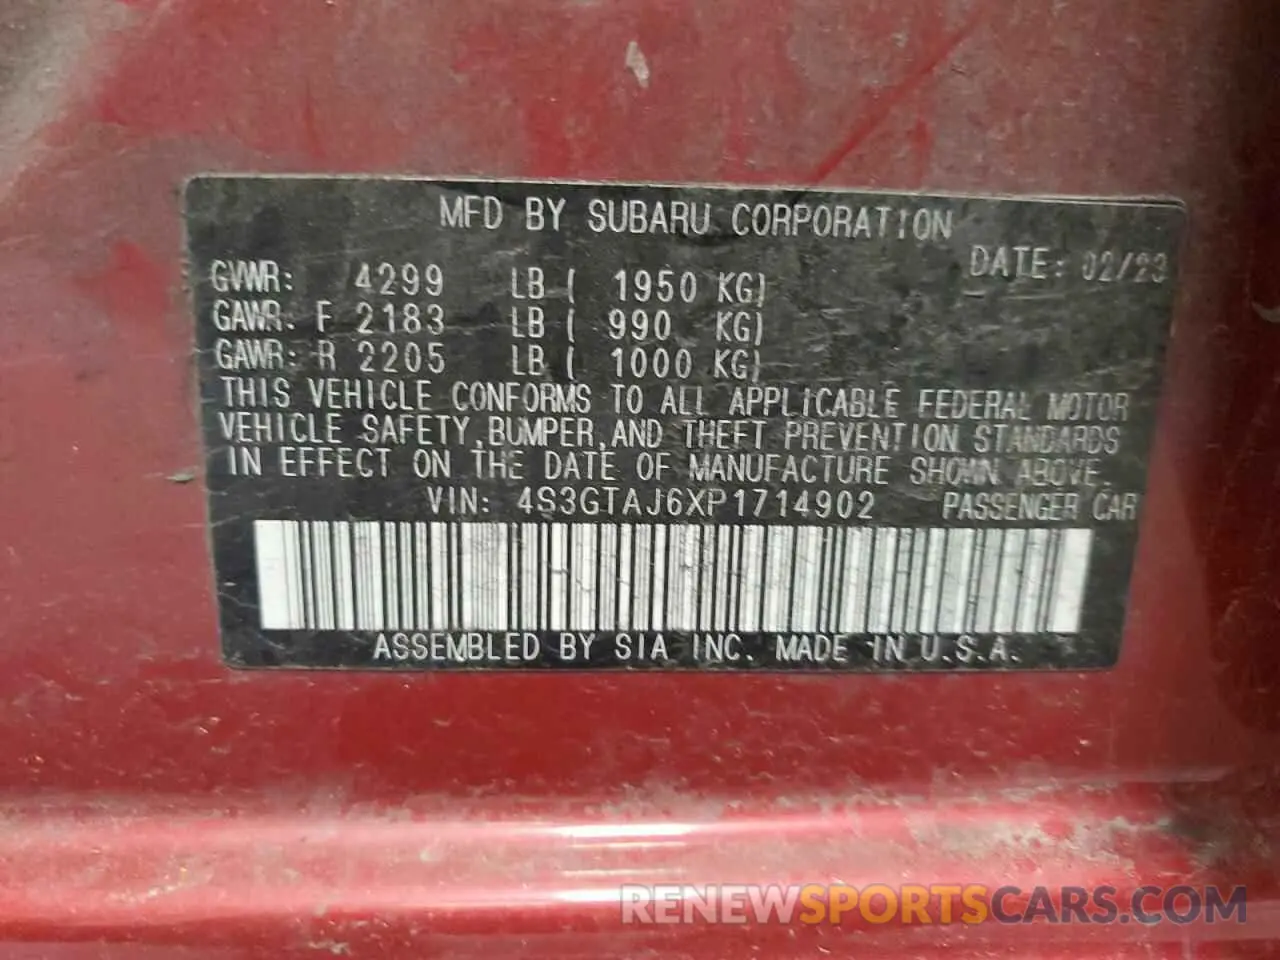 MFD BY SUBARU CORPORATION
DATE: 02/23
GVWR: 4299 LB ( 1950 KG)
GAWR: F 2183 LB ( 990 KG)
GAWR: R 2205 LB ( 1000 KG)
THIS VEHICLE CONFORMS TO ALL APPLICABLE FEDERAL MOTOR
VEHICLE SAFETY,BUMPER,AND THEFT PREVENTION STANDARDS
IN EFFECT ON THE DATE OF MANUFACTURE SHOWN ABOVE.
VIN: 4S3GTAJ6XP1714902 PASSENGER CAR
ASSEMBLED BY SIA INC. MADE IN U.S.A.
RENEWSPORTSCARS.COM